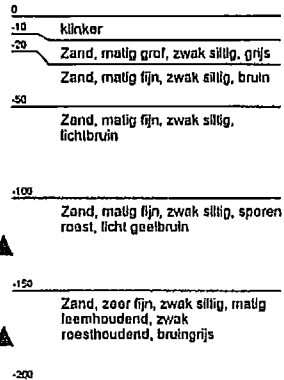 0
-10
klinker
-20
Zand, matig grof, zwak siltig, grijs
Zand, matig fijn, zwak siltig, bruin
-50
Zand, matig fijn, zwak siltig,
lichtbruin
-100
Zand, matig fijn, zwak siltig, sporen
roest, licht geelbruin
-150
Zand, zeer fijn, zwak siltig, matig
leemhoudend, zwak
roesthoudend, bruingrijs
-200